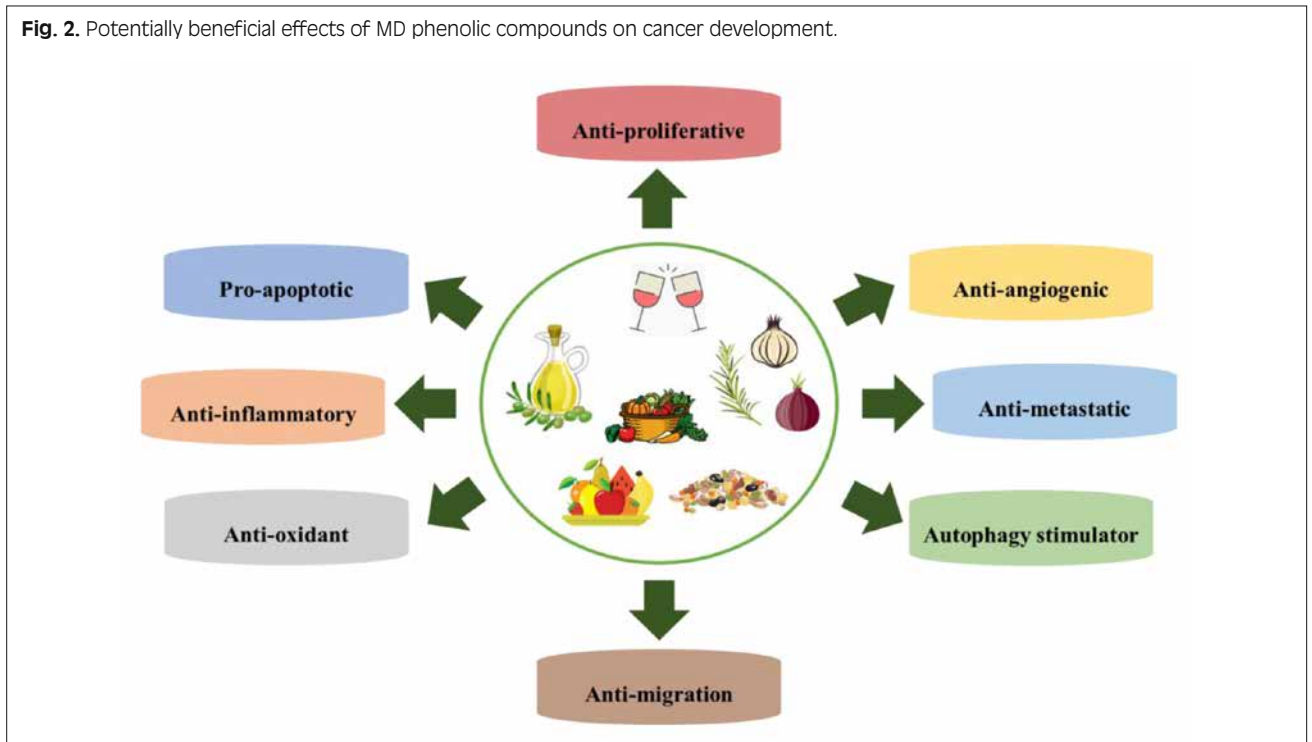 Fig. 2. Potentially beneficial effects of MD phenolic compounds on cancer development.
Anti-proliferative
Pro-apoptotic
Anti-angiogenic
Anti-inflammatory
Anti-metastatic
Anti-oxidant
Autophagy stimulator
Anti-migration